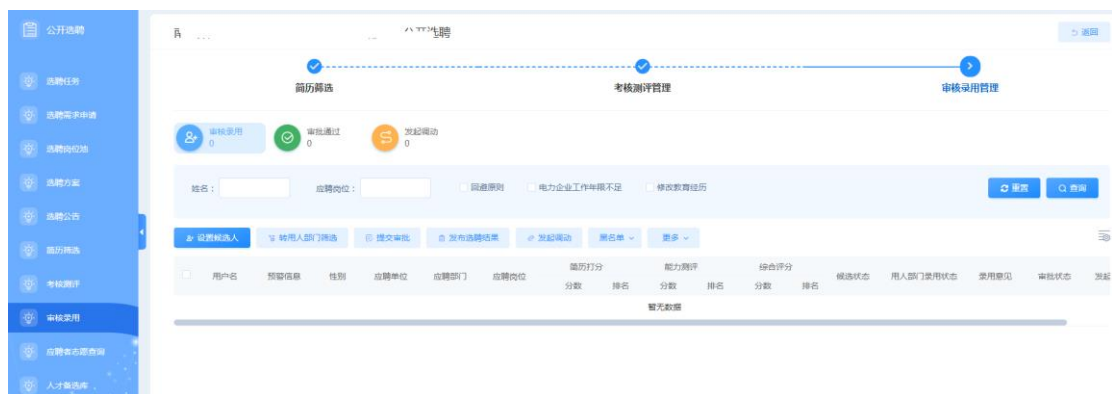 公开选聘
选聘任务
选聘需求申请
选聘岗位池
选聘方案
选聘公告
简历筛选
考核测评
审核录用
应聘者志愿查询
人才备选库
返回
简历筛选
考核测评管理
审核录用管理
审核录用
0
审批通过
0
发起调动
0
姓名： 应聘岗位： 回避原则 电力企业工作年限不足 修改教育经历 重置 查询
设置候选人 转用人部门筛选 提交审批 发布选聘结果 发起调动 黑名单 更多
用户名 预警信息 性别 应聘单位 应聘部门 应聘岗位 简历打分 能力测评 综合评分 候选状态 用人部门录用状态 录用意见 审批状态 发起
分数 排名 分数 排名 分数 排名
暂无数据